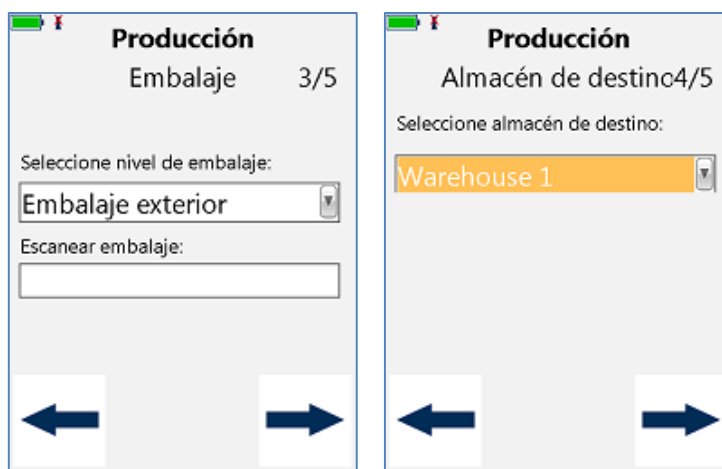 Producción
Embalaje 3/5
Seleccione nivel de embalaje:
Embalaje exterior
Escanear embalaje:
Producción
Almacén de destino4/5
Seleccione almacén de destino:
Warehouse 1